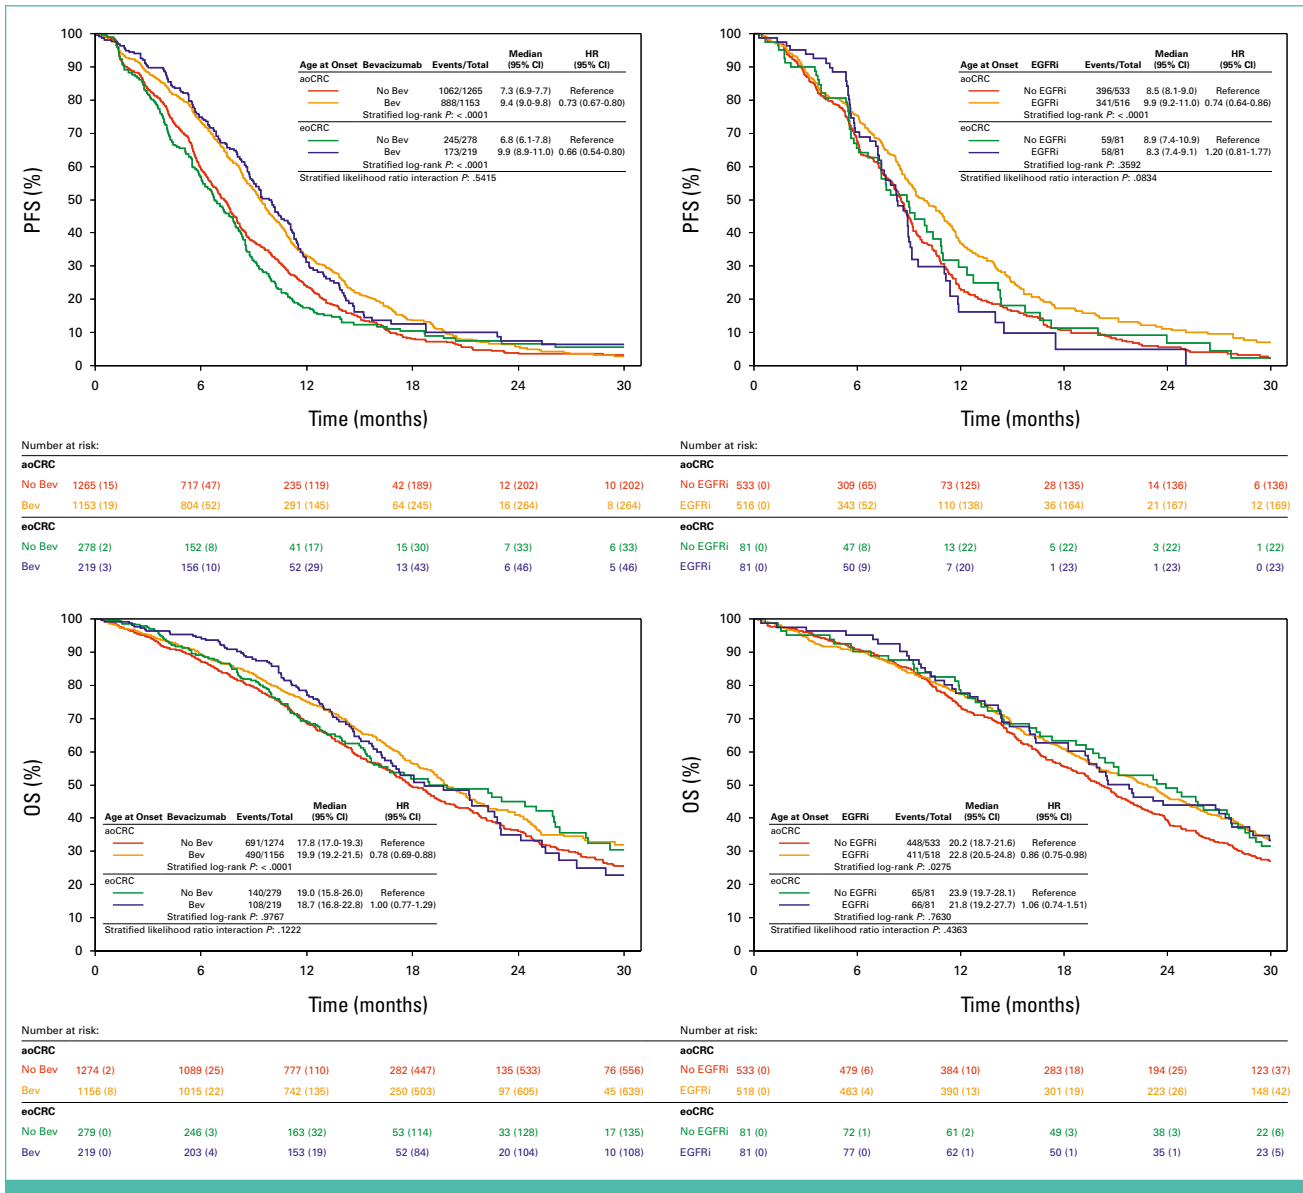 100
90
80
70
60
50
40
30
20
10
0
PFS (%)
0 6 12 18 24 30
Time (months)
Age at Onset Bevacizumab Events/Total Median (95% CI) HR (95% CI)
aoCRC
No Bev 1062/1265 7.3 (6.9-7.7) Reference
Bev 888/1153 9.4 (9.0-9.8) 0.73 (0.67-0.80)
Stratified log-rank P: < .0001
eoCRC
No Bev 245/278 6.8 (6.1-7.8) Reference
Bev 173/219 9.9 (8.9-11.0) 0.66 (0.54-0.80)
Stratified log-rank P: < .0001
Stratified likelihood ratio interaction P: .5415
Number at risk:
aoCRC
No Bev 1265 (15) 717 (47) 235 (119) 42 (189) 12 (202) 10 (202)
Bev 1153 (19) 804 (52) 291 (145) 64 (245) 16 (264) 8 (264)
eoCRC
No Bev 278 (2) 152 (8) 41 (17) 15 (30) 7 (33) 6 (33)
Bev 219 (3) 156 (10) 52 (29) 13 (43) 6 (46) 5 (46)
100
90
80
70
60
50
40
30
20
10
0
PFS (%)
0 6 12 18 24 30
Time (months)
Age at Onset EGFRi Events/Total Median (95% CI) HR (95% CI)
aoCRC
No EGFRi 396/533 8.5 (8.1-9.0) Reference
EGFRi 341/516 9.9 (9.2-11.0) 0.74 (0.64-0.86)
Stratified log-rank P: < .0001
eoCRC
No EGFRi 59/81 8.9 (7.4-10.9) Reference
EGFRi 58/81 8.3 (7.4-9.1) 1.20 (0.81-1.77)
Stratified log-rank P: .3592
Stratified likelihood ratio interaction P: .0834
Number at risk:
aoCRC
No EGFRi 533 (0) 309 (65) 73 (125) 28 (135) 14 (136) 6 (136)
EGFRi 516 (0) 343 (52) 110 (138) 36 (164) 21 (167) 12 (169)
eoCRC
No EGFRi 81 (0) 47 (8) 13 (22) 5 (22) 3 (22) 1 (22)
EGFRi 81 (0) 50 (9) 7 (20) 1 (23) 1 (23) 0 (23)
100
90
80
70
60
50
40
30
20
10
0
OS (%)
0 6 12 18 24 30
Time (months)
Age at Onset Bevacizumab Events/Total Median (95% CI) HR (95% CI)
aoCRC
No Bev 691/1274 17.8 (17.0-19.3) Reference
Bev 490/1156 19.9 (19.2-21.5) 0.78 (0.69-0.88)
Stratified log-rank P: < .0001
eoCRC
No Bev 140/279 19.0 (15.8-26.0) Reference
Bev 108/219 18.7 (16.8-22.8) 1.00 (0.77-1.29)
Stratified log-rank P: .9767
Stratified likelihood ratio interaction P: .1222
Number at risk:
aoCRC
No Bev 1274 (2) 1089 (25) 777 (110) 282 (447) 135 (533) 76 (556)
Bev 1156 (8) 1015 (22) 742 (135) 250 (503) 97 (605) 45 (639)
eoCRC
No Bev 279 (0) 246 (3) 163 (32) 53 (114) 33 (128) 17 (135)
Bev 219 (0) 203 (4) 153 (19) 52 (84) 20 (104) 10 (108)
100
90
80
70
60
50
40
30
20
10
0
OS (%)
0 6 12 18 24 30
Time (months)
Age at Onset EGFRi Events/Total Median (95% CI) HR (95% CI)
aoCRC
No EGFRi 448/533 20.2 (18.7-21.6) Reference
EGFRi 411/518 22.8 (20.5-24.8) 0.86 (0.75-0.98)
Stratified log-rank P: .0275
eoCRC
No EGFRi 65/81 23.9 (19.7-28.1) Reference
EGFRi 66/81 21.8 (19.2-27.7) 1.06 (0.74-1.51)
Stratified log-rank P: .7630
Stratified likelihood ratio interaction P: .4363
Number at risk:
aoCRC
No EGFRi 533 (0) 479 (6) 384 (10) 283 (18) 194 (25) 123 (37)
EGFRi 518 (0) 463 (4) 390 (13) 301 (19) 223 (26) 148 (42)
eoCRC
No EGFRi 81 (0) 72 (1) 61 (2) 49 (3) 38 (3) 22 (6)
EGFRi 81 (0) 77 (0) 62 (1) 50 (1) 35 (1) 23 (5)